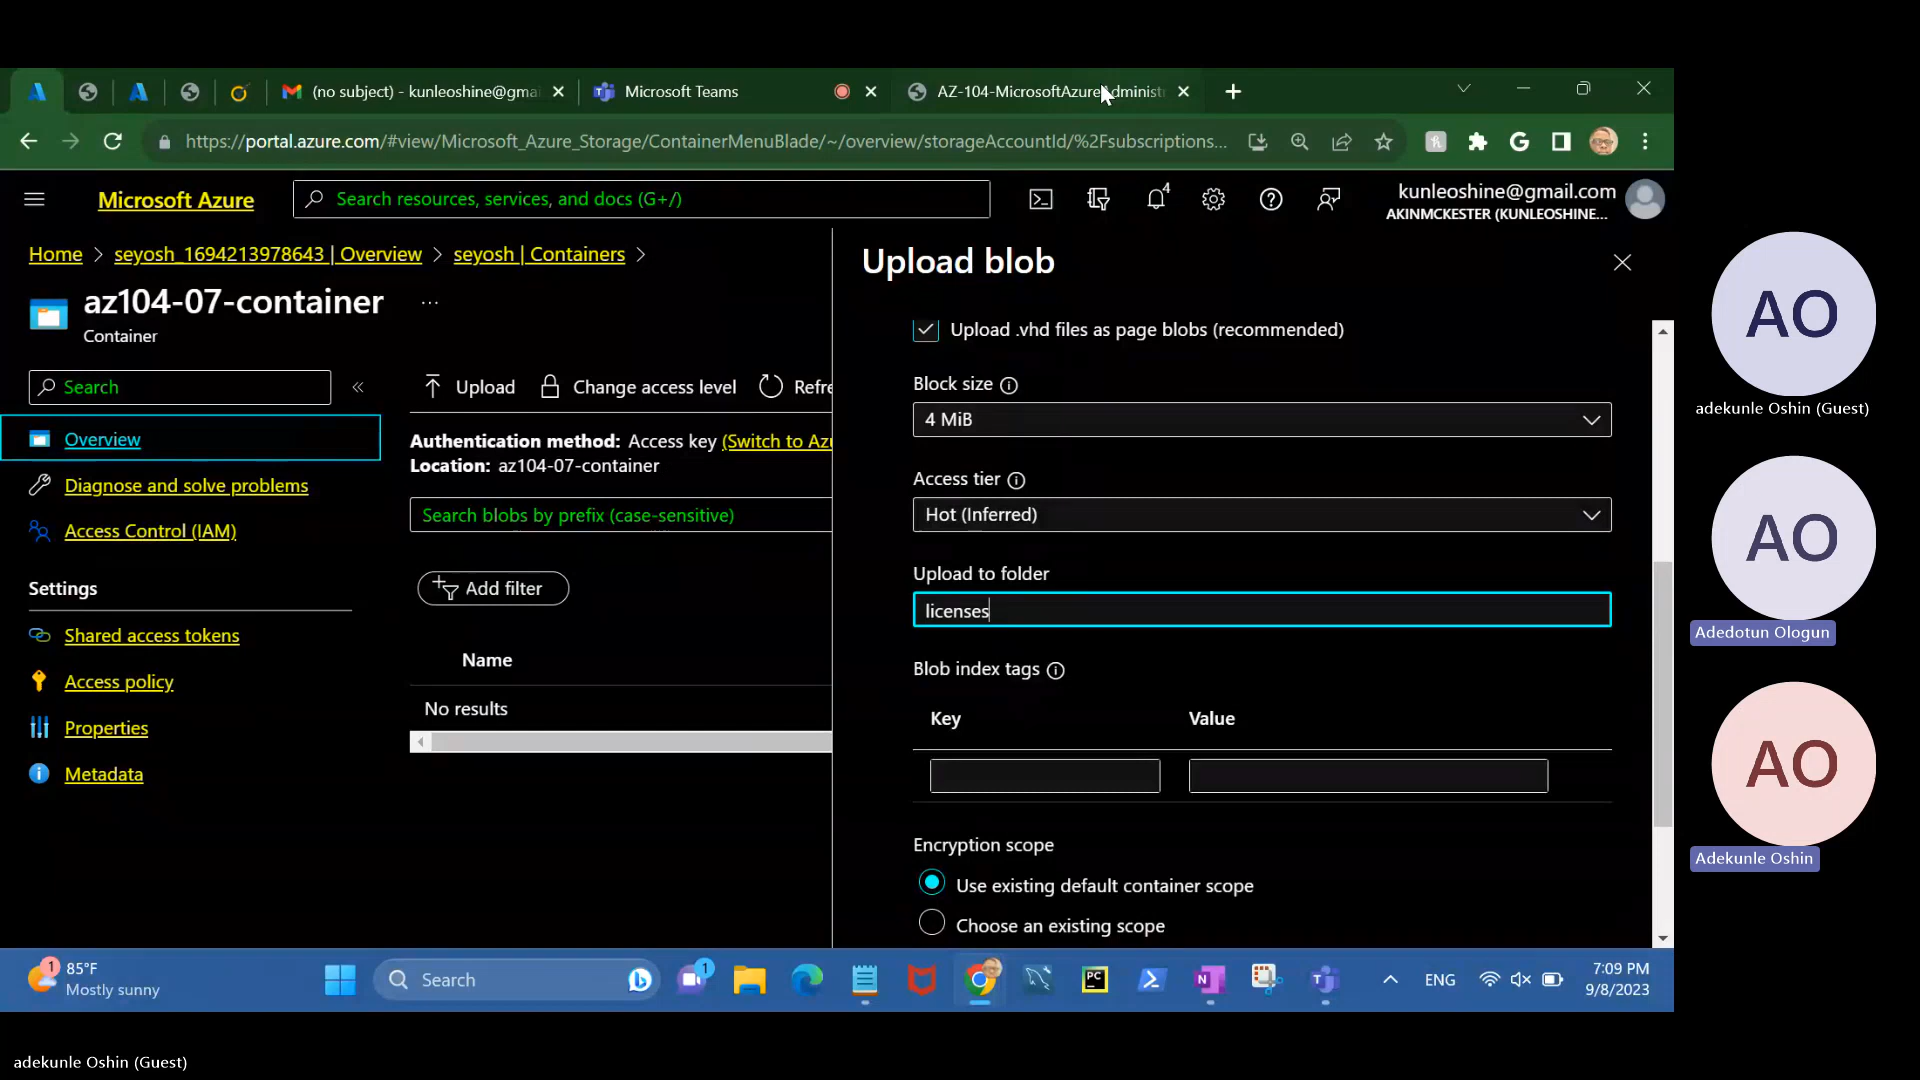 (no subject) - kunleoshine@gmai
Microsoft Teams
AZ-104-MicrosoftAzureAdministr
https://portal.azure.com/#view/Microsoft_Azure_Storage/ContainerMenuBlade/~/overview/storageAccountId/%2Fsubscriptions...
Microsoft Azure
Search resources, services, and docs (G+/)
4
kunleoshine@gmail.com
AKINMCKESTER (KUNLEOSHINE...
Home > seyosh_1694213978643 | Overview > seyosh | Containers >
az104-07-container
...
Container
Search
«
Overview
Diagnose and solve problems
Access Control (IAM)
Settings
Shared access tokens
Access policy
Properties
Metadata
Upload
Change access level
Refre
Authentication method: Access key (Switch to Azu
Location: az104-07-container
Search blobs by prefix (case-sensitive)
Add filter
Name
No results
Upload blob
Upload .vhd files as page blobs (recommended)
Block size
4 MiB
Access tier
Hot (Inferred)
Upload to folder
licenses
Blob index tags
Key Value
Encryption scope
Use existing default container scope
Choose an existing scope
AO
adekunle Oshin (Guest)
AO
Adedotun Ologun
AO
Adekunle Oshin
1
85°F
Mostly sunny
Search
1
PC
N
ENG
7:09 PM
9/8/2023
adekunle Oshin (Guest)